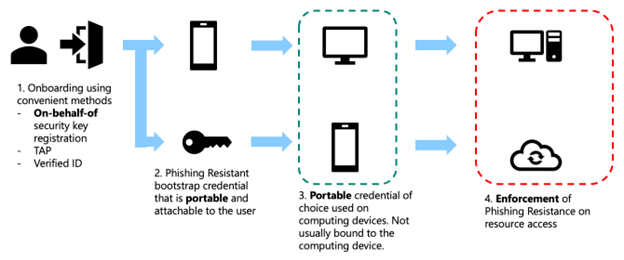 1. Onboarding using
convenient methods
- On-behalf-of
security key
registration
- TAP
- Verified ID
2. Phishing Resistant
bootstrap credential
that is portable and
attachable to the user
3. Portable credential of
choice used on
computing devices. Not
usually bound to the
computing device.
4. Enforcement of
Phishing Resistance on
resource access